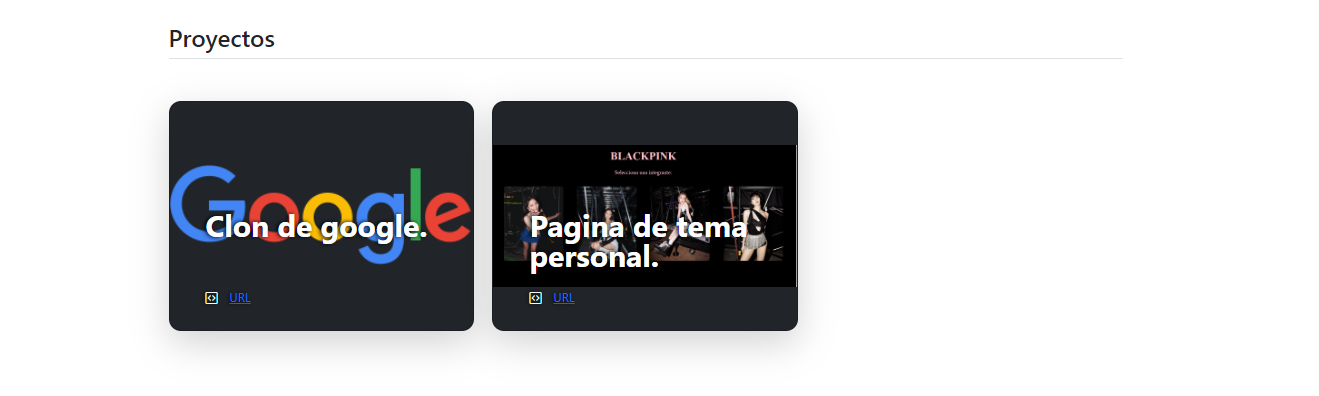 Proyectos
Google
Clon de google.
URL
BLACKPINK
Selecciona una integrante:
Pagina de tema
personal.
URL